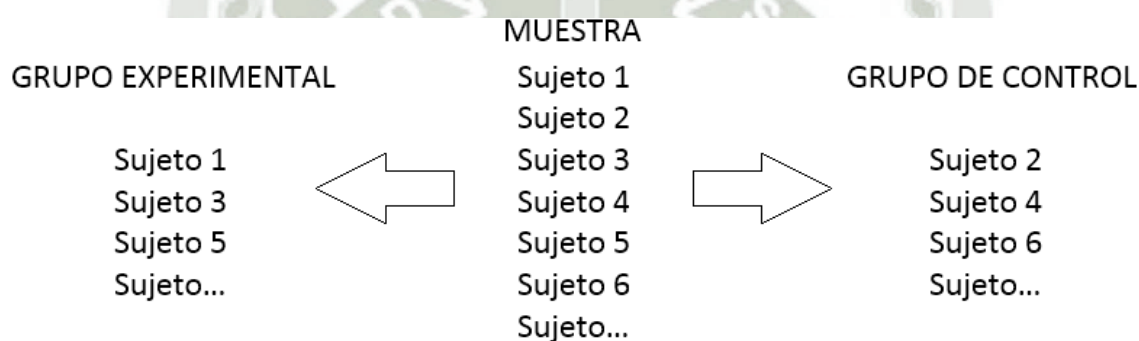 MUESTRA
GRUPO EXPERIMENTAL
Sujeto 1
Sujeto 3
Sujeto 5
Sujeto...
Sujeto 1
Sujeto 2
Sujeto 3
Sujeto 4
Sujeto 5
Sujeto 6
Sujeto...
GRUPO DE CONTROL
Sujeto 2
Sujeto 4
Sujeto 6
Sujeto...